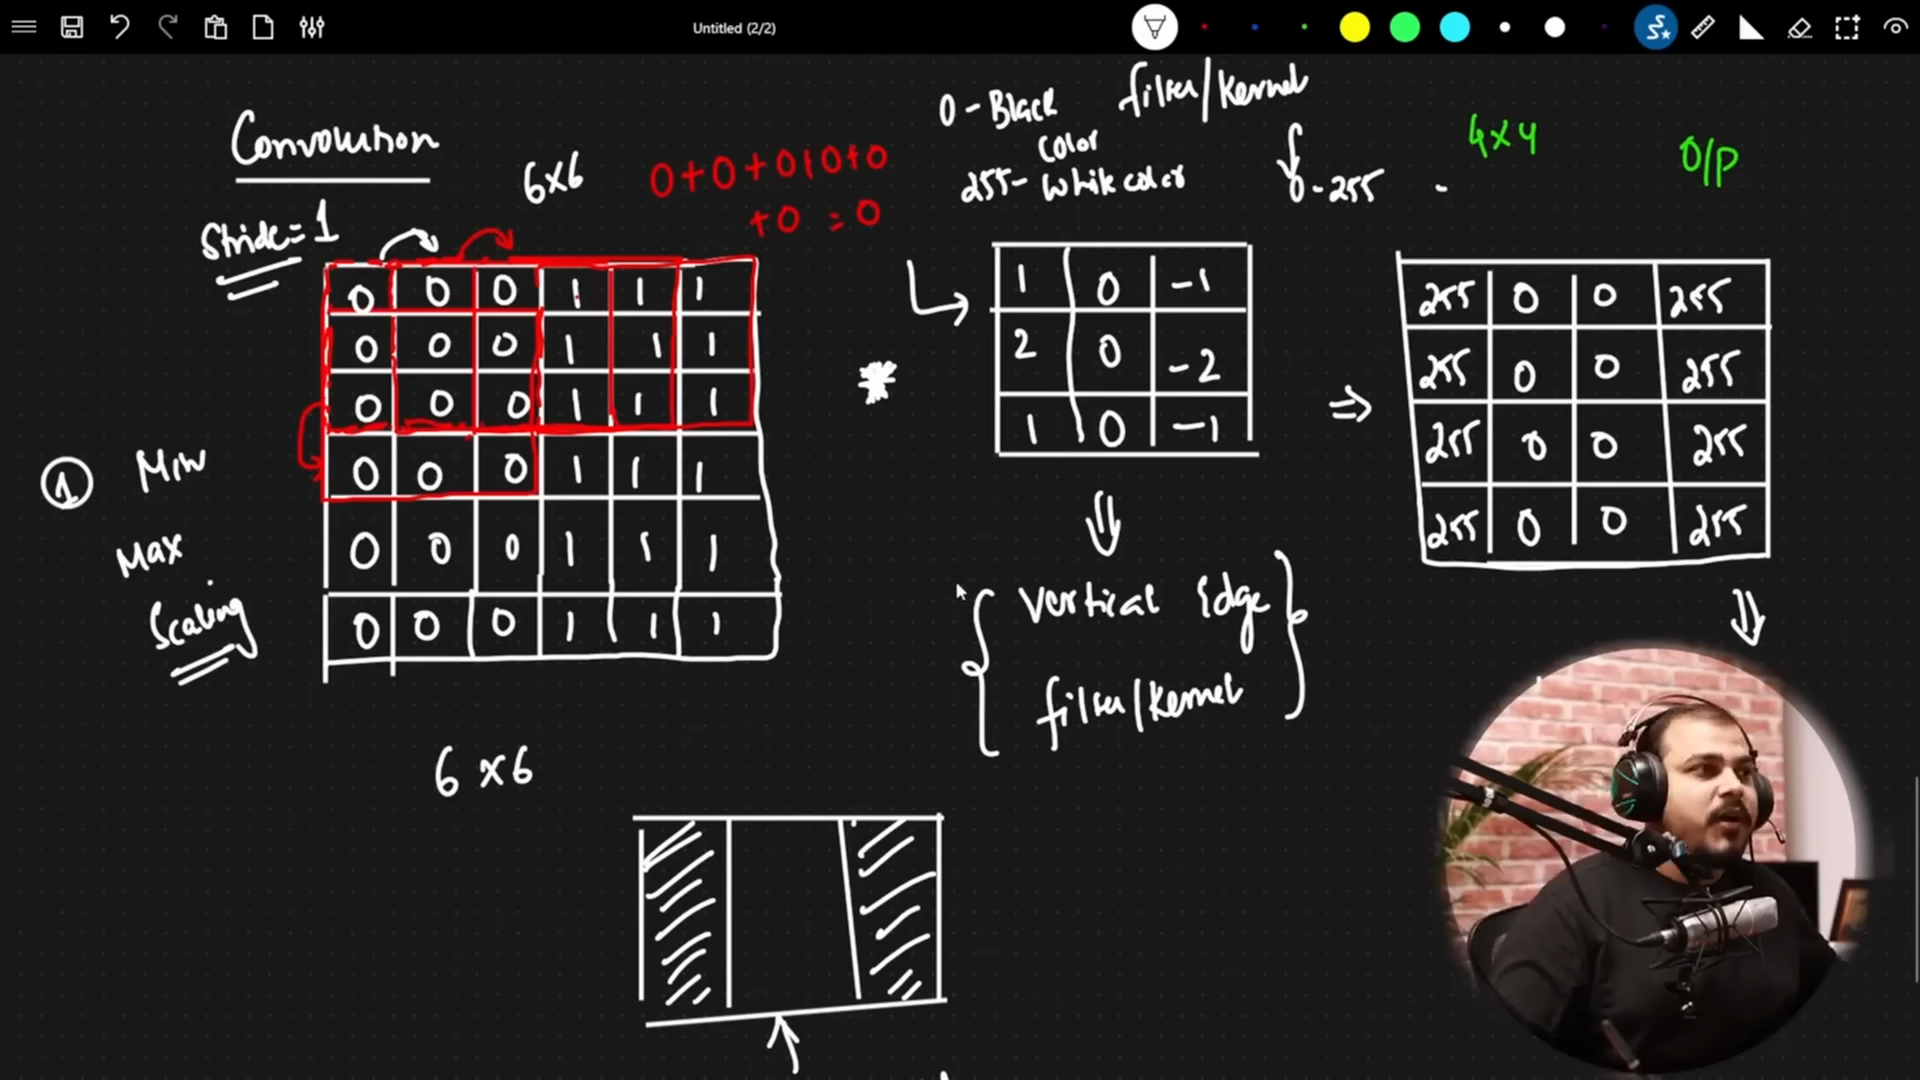 Untitled (2/2)
Convolution
Stride=1
6x6
0+0+0+0+0
+0 = 0
0 - Black
Color
255- White color
filter/Kernel
0-255 -
4x4
O/P
0 0 0 1 1 1
0 0 0 1 1 1
0 0 0 1 1 1
0 0 0 1 1 1
0 0 0 1 1 1
0 0 0 1 1 1
*
1 0 -1
2 0 -2
1 0 -1
⇒
255 0 0 255
255 0 0 255
255 0 0 255
255 0 0 255
① Min
Max
Scaling
Vertical Edge
filter/Kernel
6x6